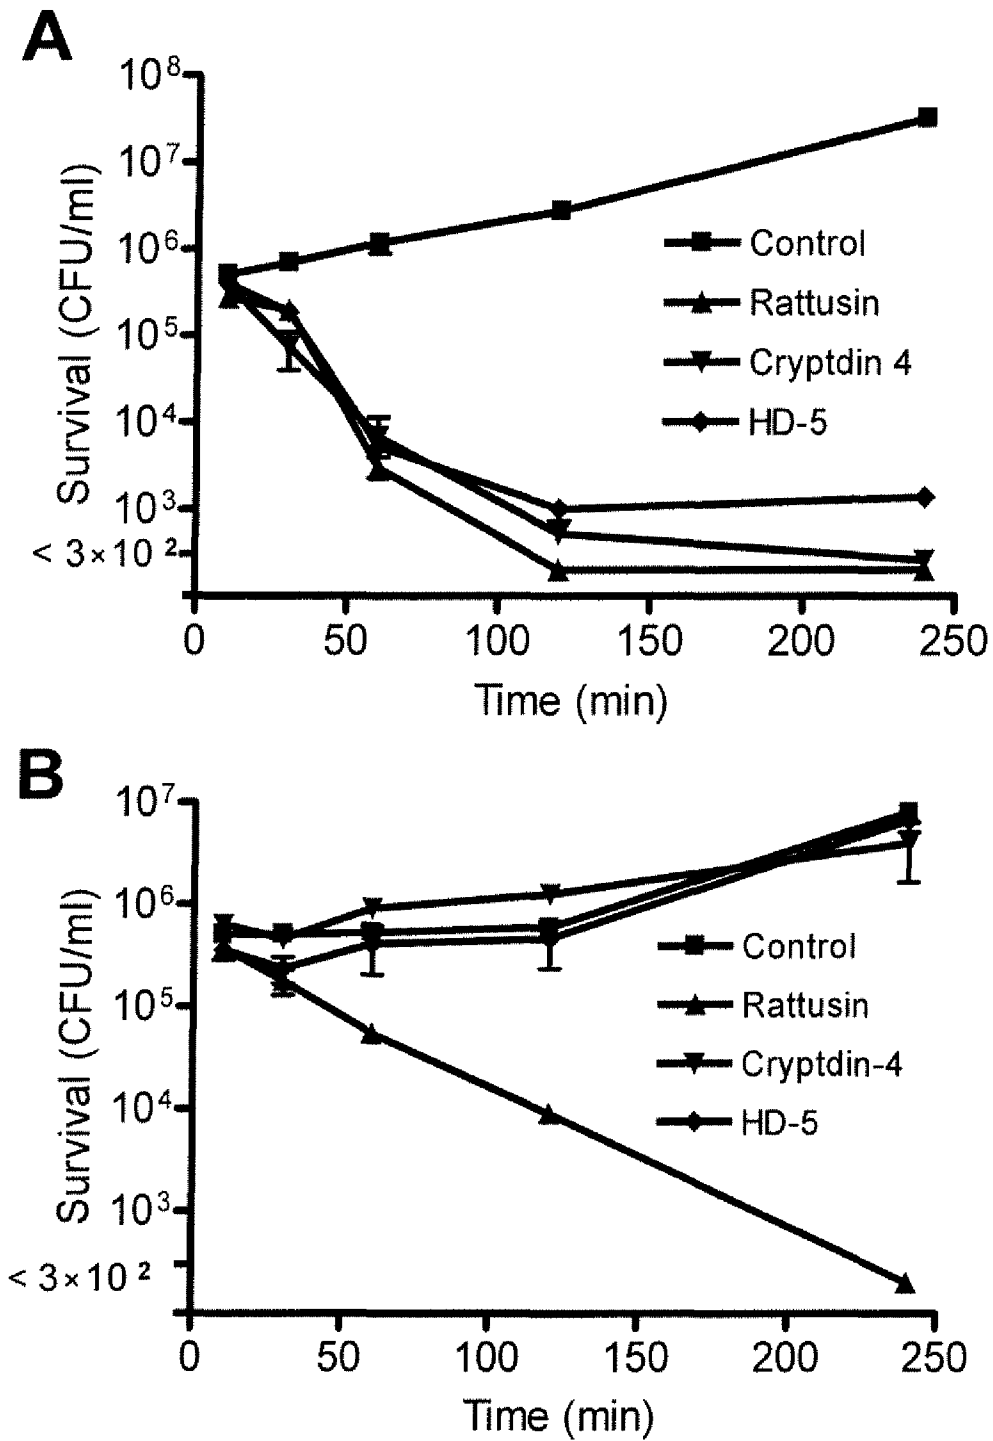 A
10⁸
10⁷
10⁶
10⁵
10⁴
10³
< 3×10 ²
Survival (CFU/ml)
Control
Rattusin
Cryptdin 4
HD-5
0 50 100 150 200 250
Time (min)
B
10⁷
10⁶
10⁵
10⁴
10³
< 3×10 ²
Survival (CFU/ml)
Control
Rattusin
Cryptdin-4
HD-5
0 50 100 150 200 250
Time (min)